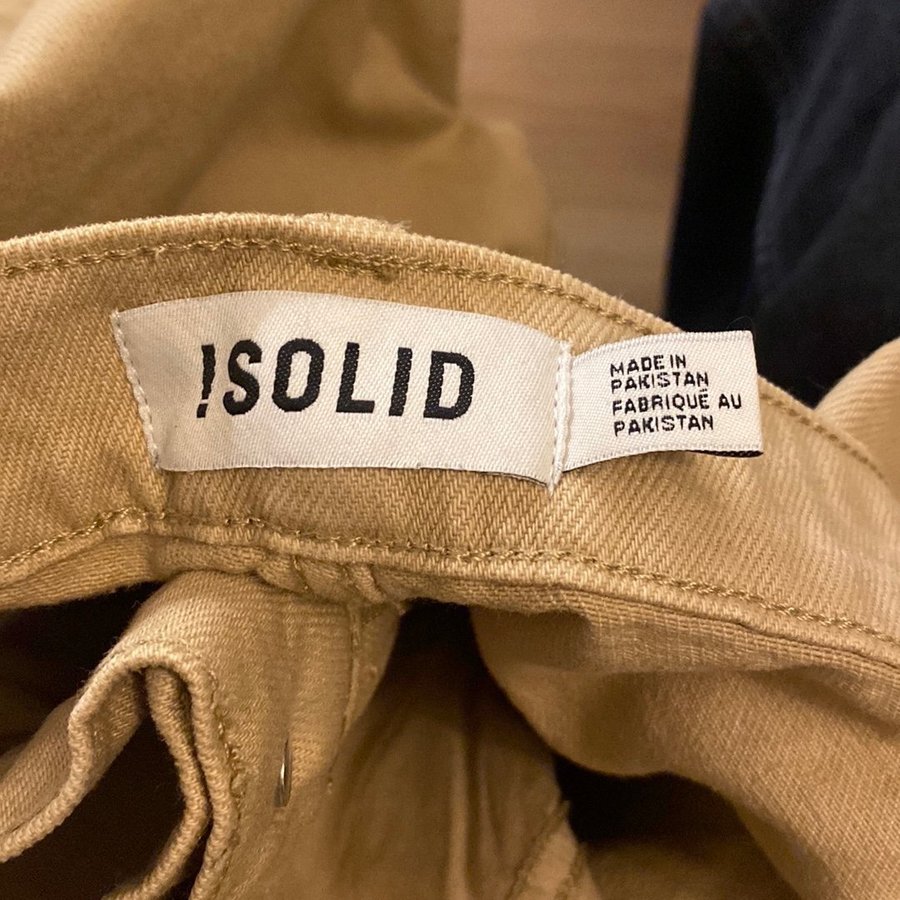 !SOLID
MADE IN
PAKISTAN
FABRIQUÉ AU
PAKISTAN